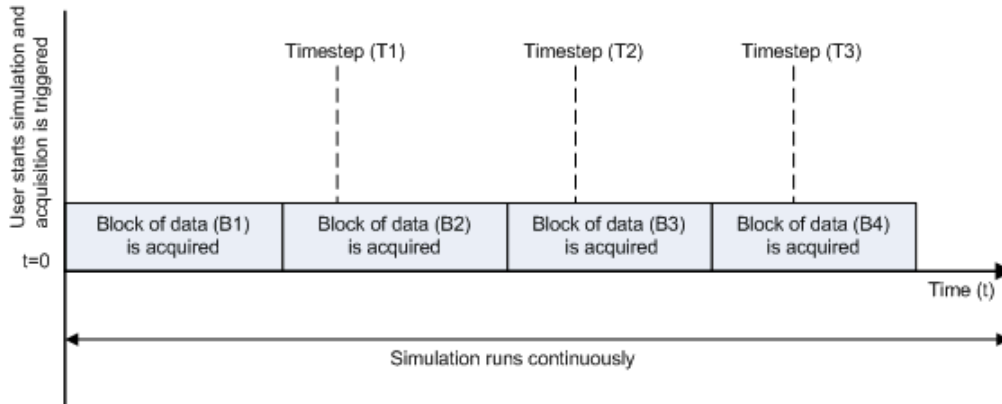 User starts simulation and
acquisition is triggered
Timestep (T1)
Timestep (T2)
Timestep (T3)
Block of data (B1)
is acquired
Block of data (B2)
is acquired
Block of data (B3)
is acquired
Block of data (B4)
is acquired
t=0
Time (t)
Simulation runs continuously